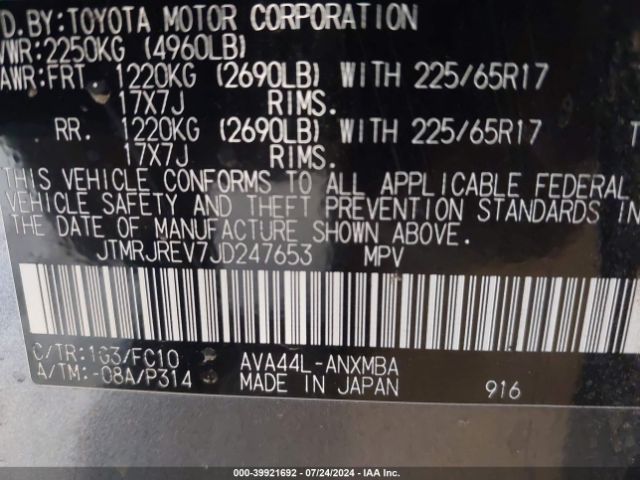 D.BY:TOYOTA MOTOR CORPORATION
VWR:2250KG (4960LB)
AWR:FRT 1220KG (2690LB) WITH 225/65R17
17X7J RIMS.
RR. 1220KG (2690LB) WITH 225/65R17
17X7J RIMS.
THIS VEHICLE CONFORMS TO ALL APPLICABLE FEDERAL
VEHICLE SAFETY AND THEFT PREVENTION STANDARDS IN
THE DATE OF MANUFACTURE SHOWN ABOVE.
JTMRJREV7JD247653 MPV
C/TR:1G3/FC10 AVA44L-ANXMBA
A/TM:-08A/P314 MADE IN JAPAN 916
000-39921692 - 07/24/2024 - IAA Inc.